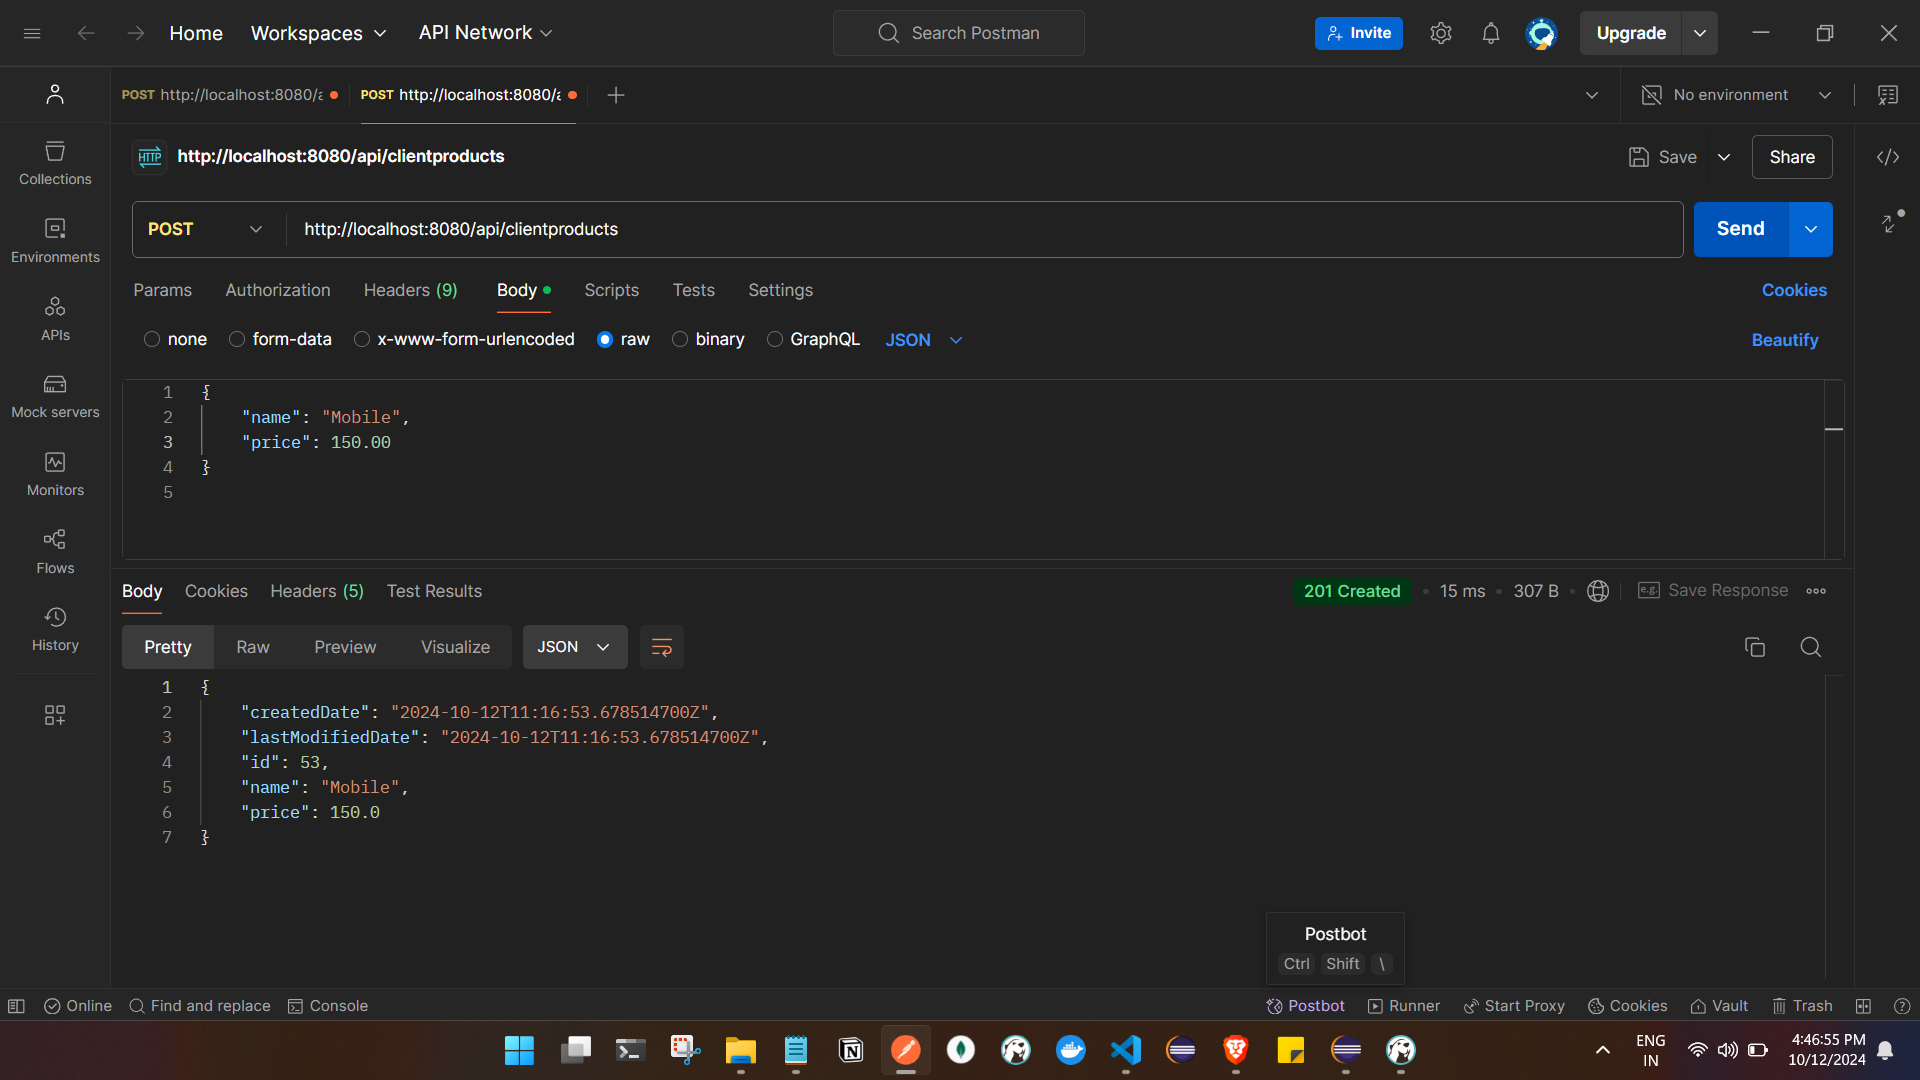 Home Workspaces API Network Search Postman Invite Upgrade
POST http://localhost:8080/a POST http://localhost:8080/a No environment
HTTP http://localhost:8080/api/clientproducts Save Share
POST http://localhost:8080/api/clientproducts Send
Params Authorization Headers (9) Body Scripts Tests Settings Cookies
none form-data x-www-form-urlencoded raw binary GraphQL JSON Beautify
1 {
2 "name": "Mobile",
3 "price": 150.00
4 }
5
Body Cookies Headers (5) Test Results 201 Created 15 ms 307 B e.g. Save Response
Pretty Raw Preview Visualize JSON
1 {
2 "createdDate": "2024-10-12T11:16:53.678514700Z",
3 "lastModifiedDate": "2024-10-12T11:16:53.678514700Z",
4 "id": 53,
5 "name": "Mobile",
6 "price": 150.0
7 }
Collections
Environments
APIs
Mock servers
Monitors
Flows
History
Postbot
Ctrl Shift \
Online Find and replace Console Postbot Runner Start Proxy Cookies Vault Trash
ENG
IN
4:46:55 PM
10/12/2024